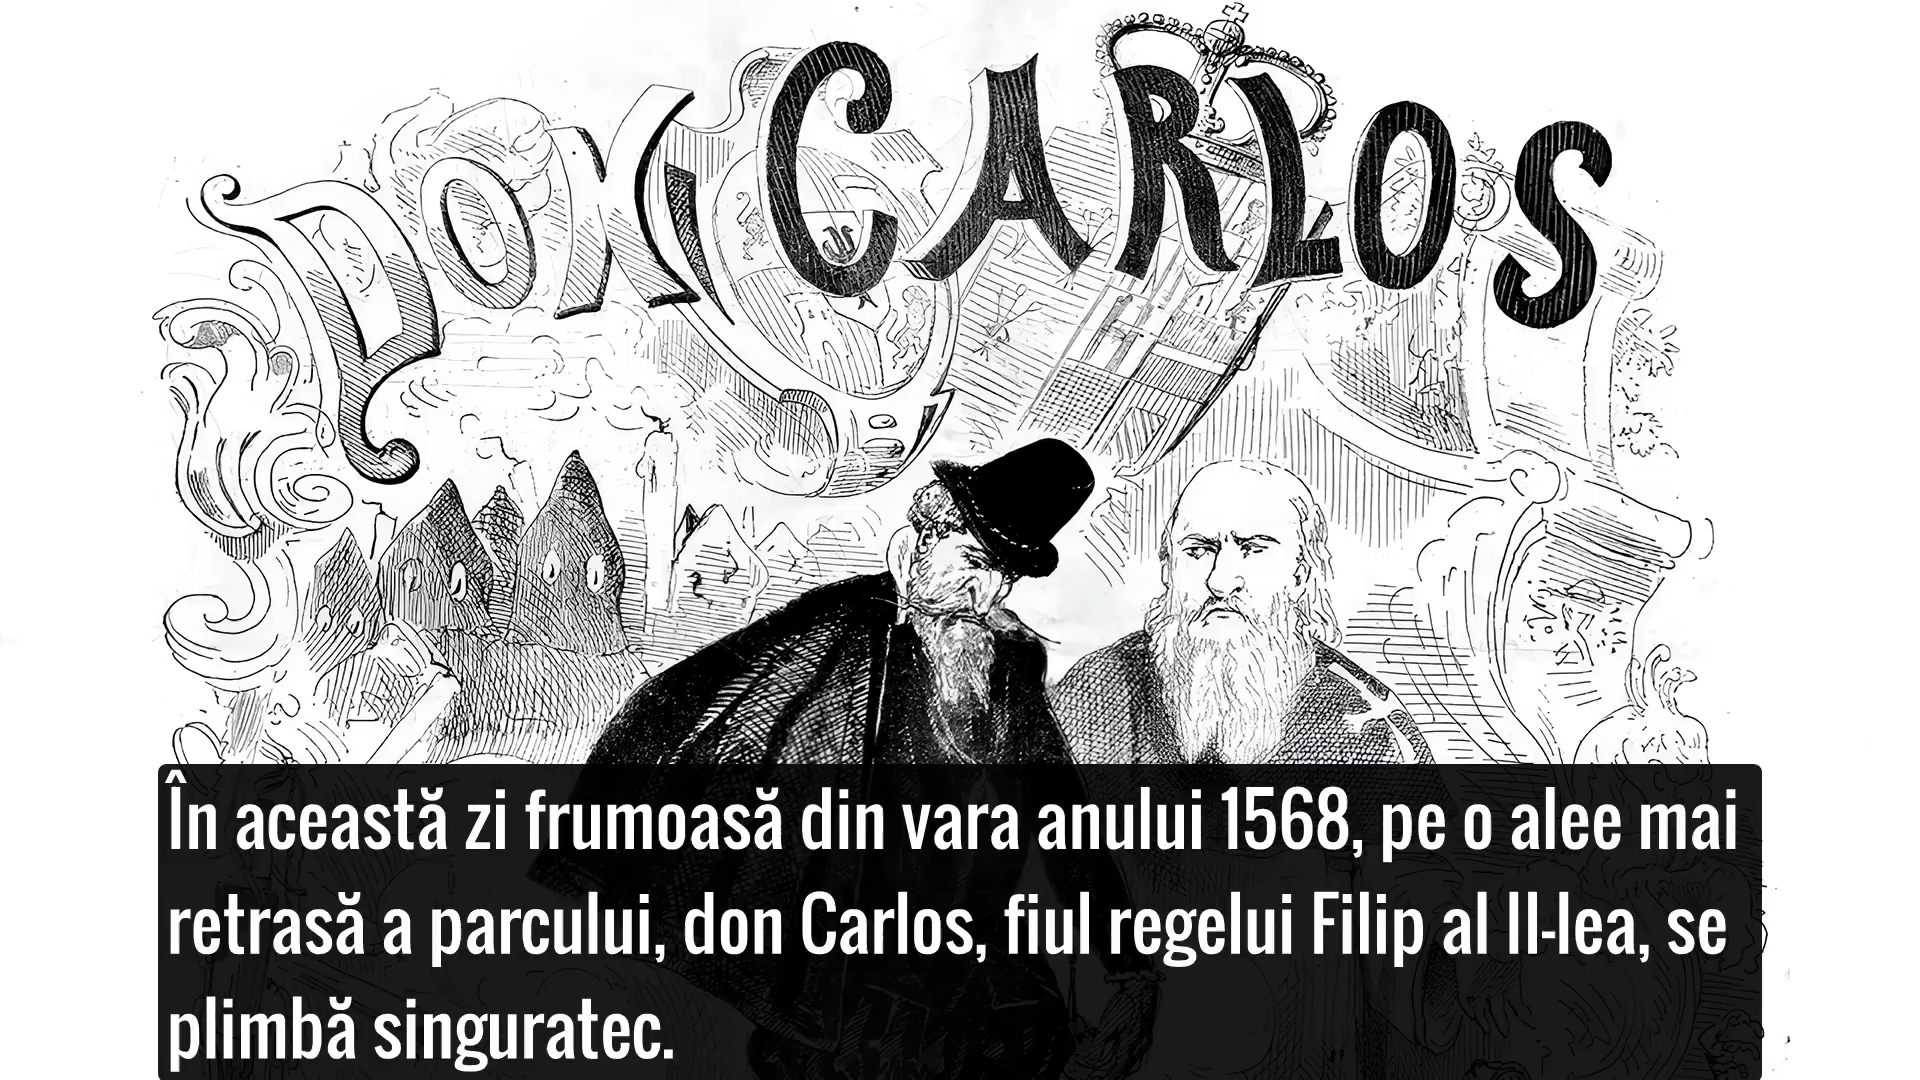 DON CARLOS
În această zi frumoasă din vara anului 1568, pe o alee mai
retrasă a parcului, don Carlos, fiul regelui Filip al II-lea, se
plimbă singuratec.